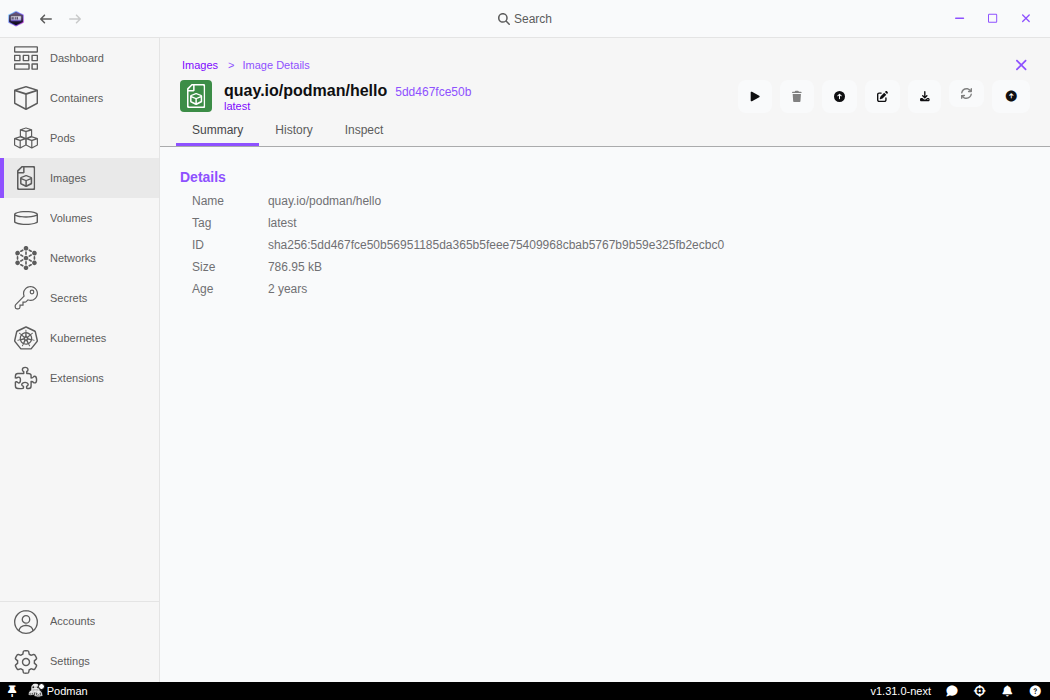 Search
Dashboard
Containers
Pods
Images
Volumes
Networks
Secrets
Kubernetes
Extensions
Accounts
Settings
Images > Image Details
quay.io/podman/hello 5dd467fce50b
latest
Summary History Inspect
Details
Name quay.io/podman/hello
Tag latest
ID sha256:5dd467fce50b56951185da365b5feee75409968cbab5767b9b59e325fb2ecbc0
Size 786.95 kB
Age 2 years
Podman
v1.31.0-next